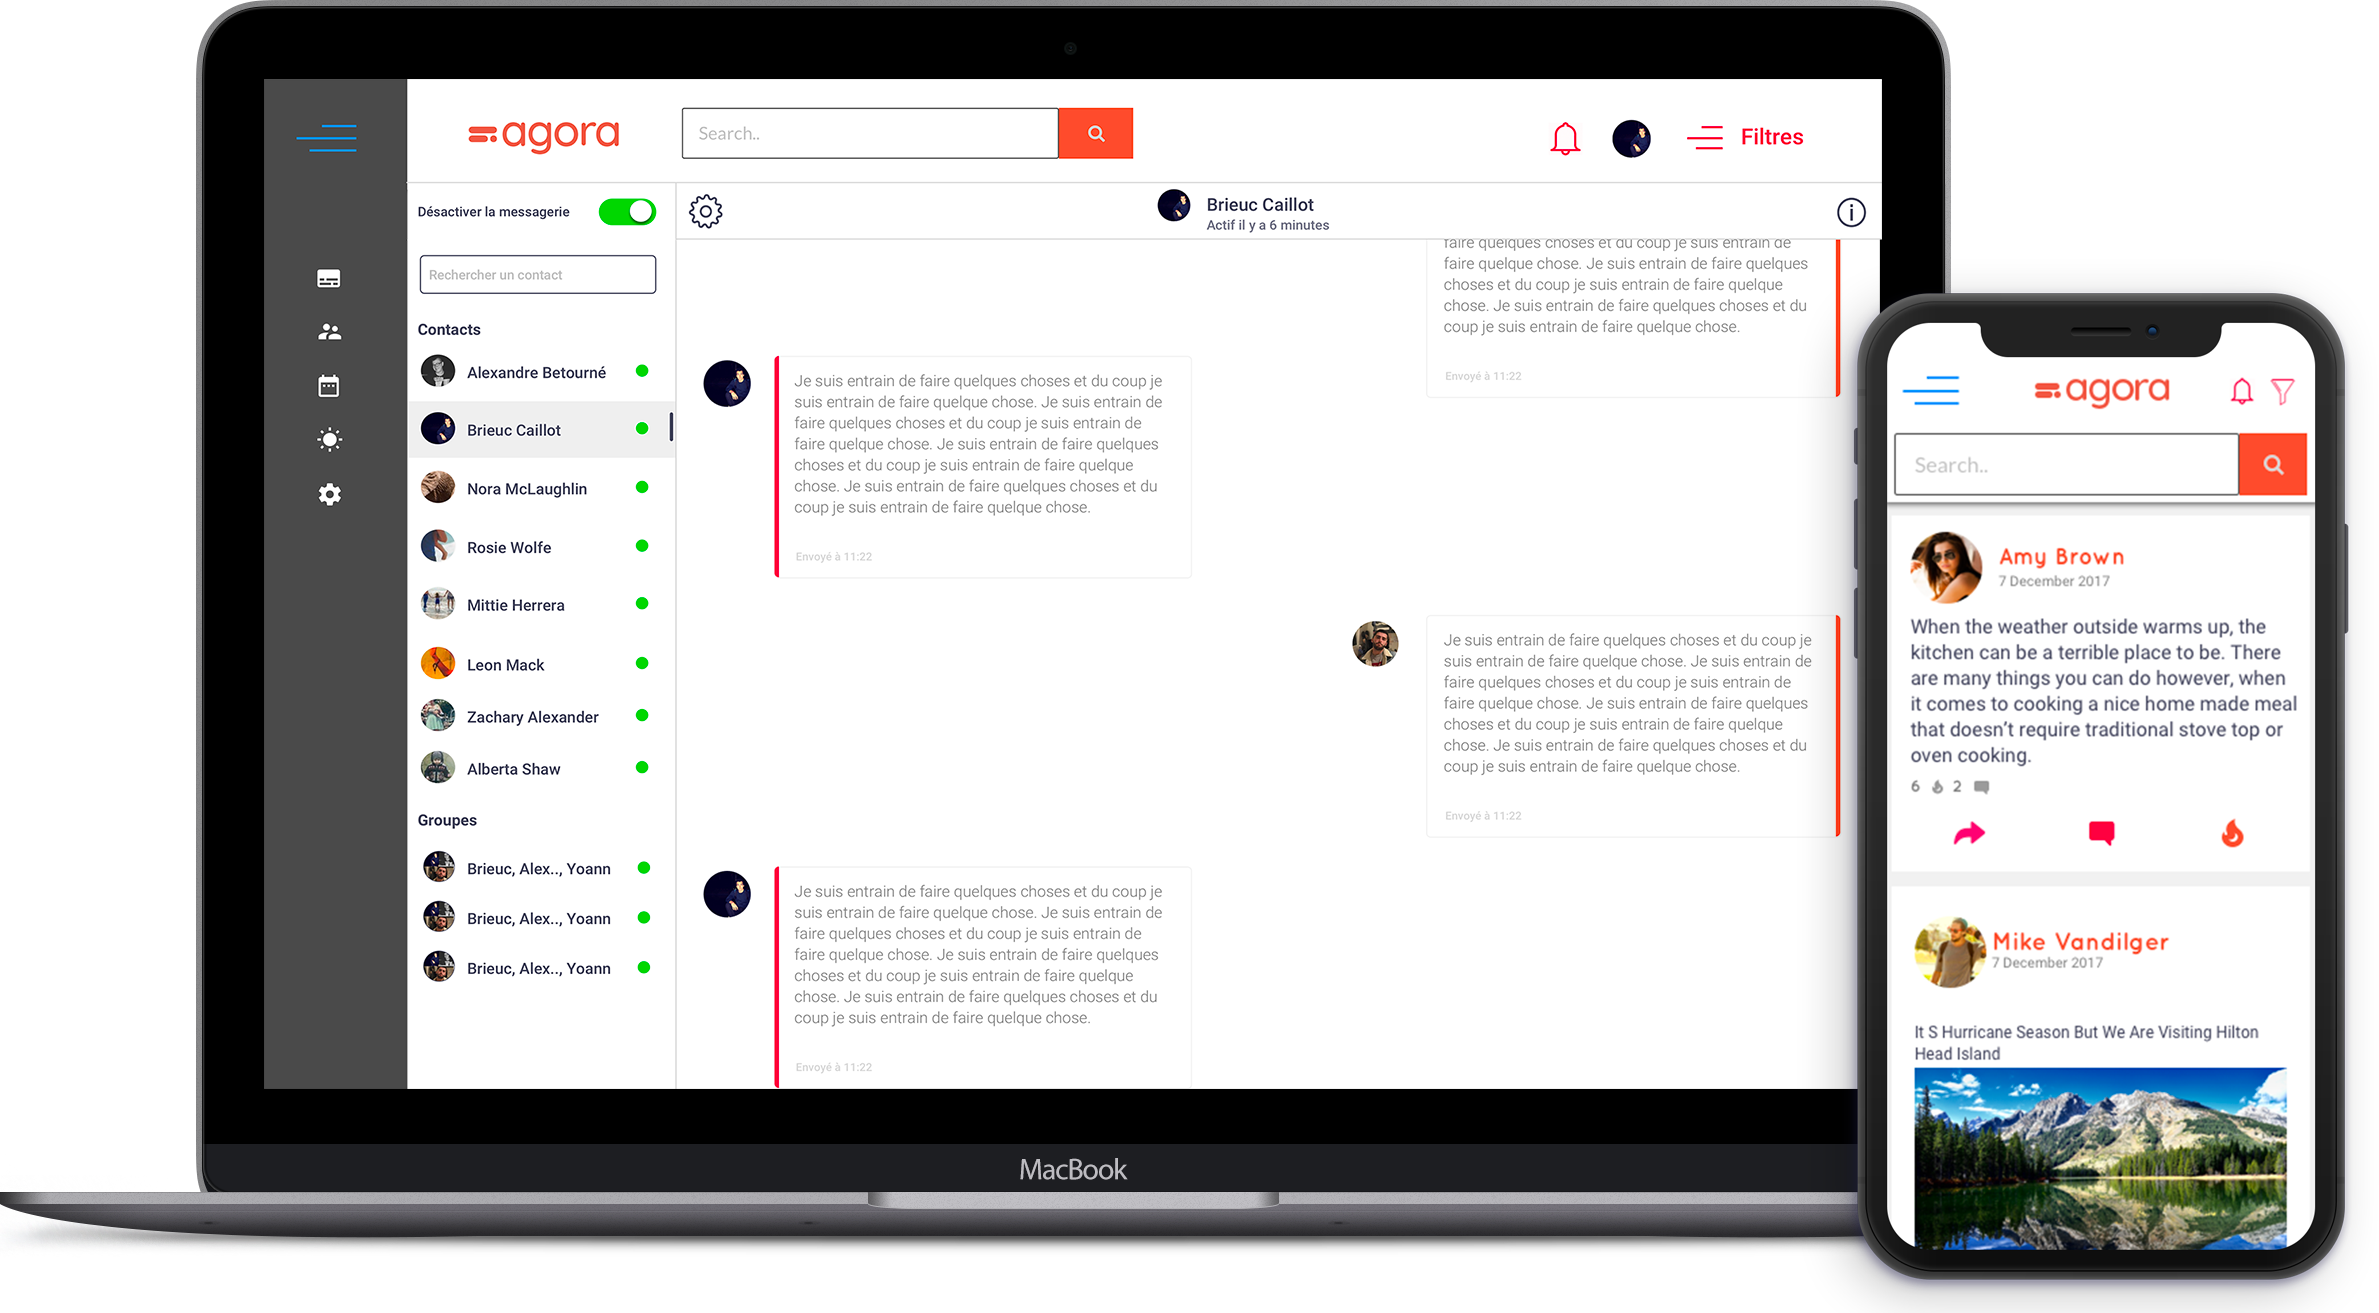 agora
Search..
Filtres
Désactiver la messagerie
Rechercher un contact
Contacts
Alexandre Betourné
Brieuc Caillot
Nora McLaughlin
Rosie Wolfe
Mittie Herrera
Leon Mack
Zachary Alexander
Alberta Shaw
Groupes
Brieuc, Alex.., Yoann
Brieuc, Alex.., Yoann
Brieuc, Alex.., Yoann
Brieuc Caillot
Actif il y a 6 minutes
faire quelques choses et du coup je suis entrain de
faire quelque chose. Je suis entrain de faire quelques
choses et du coup je suis entrain de faire quelque
chose. Je suis entrain de faire quelques choses et du
coup je suis entrain de faire quelque chose.
Envoyé à 11:22
Je suis entrain de faire quelques choses et du coup je
suis entrain de faire quelque chose. Je suis entrain de
faire quelques choses et du coup je suis entrain de
faire quelque chose. Je suis entrain de faire quelques
choses et du coup je suis entrain de faire quelque
chose. Je suis entrain de faire quelques choses et du
coup je suis entrain de faire quelque chose.
Envoyé à 11:22
Je suis entrain de faire quelques choses et du coup je
suis entrain de faire quelque chose. Je suis entrain de
faire quelques choses et du coup je suis entrain de
faire quelque chose. Je suis entrain de faire quelques
choses et du coup je suis entrain de faire quelque
chose. Je suis entrain de faire quelques choses et du
coup je suis entrain de faire quelque chose.
Envoyé à 11:22
Je suis entrain de faire quelques choses et du coup je
suis entrain de faire quelque chose. Je suis entrain de
faire quelques choses et du coup je suis entrain de
faire quelque chose. Je suis entrain de faire quelques
choses et du coup je suis entrain de faire quelque
chose. Je suis entrain de faire quelques choses et du
coup je suis entrain de faire quelque chose.
Envoyé à 11:22
MacBook
agora
Search..
Amy Brown
7 December 2017
When the weather outside warms up, the
kitchen can be a terrible place to be. There
are many things you can do however, when
it comes to cooking a nice home made meal
that doesn’t require traditional stove top or
oven cooking.
6 2
Mike Vandilger
7 December 2017
It S Hurricane Season But We Are Visiting Hilton
Head Island